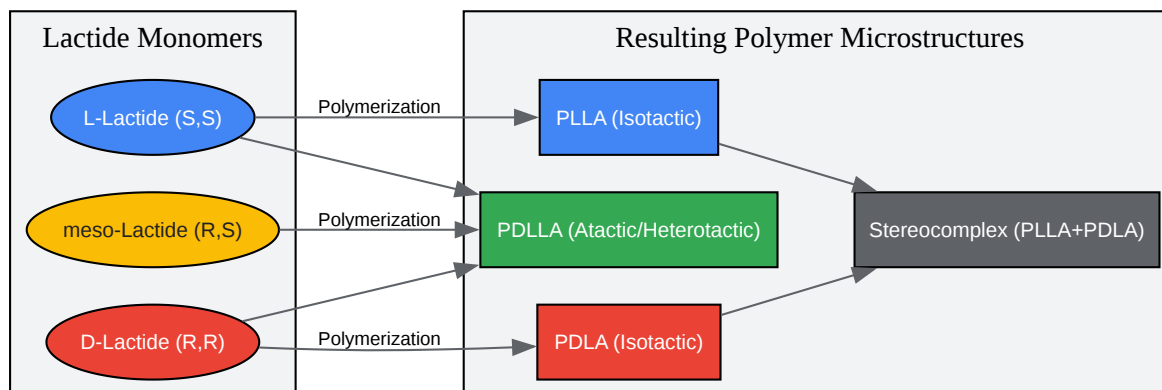 Lactide Monomers
Resulting Polymer Microstructures
L-Lactide (S,S)
Polymerization
PLLA (Isotactic)
meso-Lactide (R,S)
Polymerization
PDLLA (Atactic/Heterotactic)
Stereocomplex (PLLA+PDLA)
D-Lactide (R,R)
Polymerization
PDLA (Isotactic)